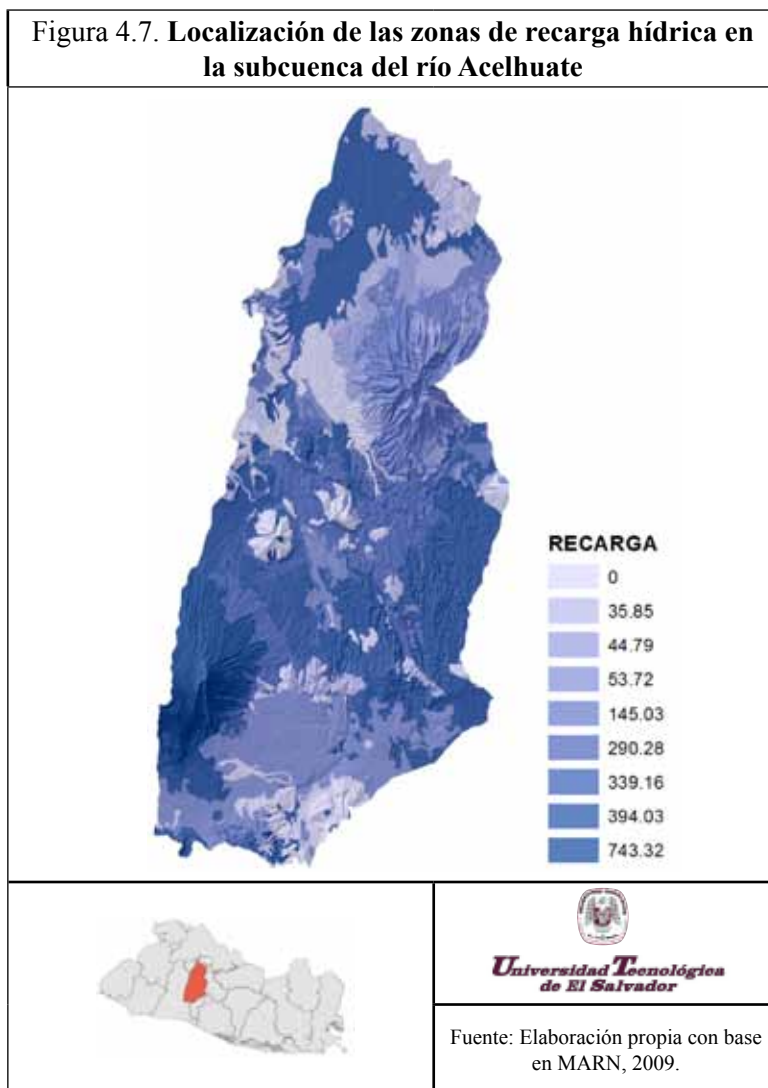 Figura 4.7. Localización de las zonas de recarga hídrica en
la subcuenca del río Acelhuate
RECARGA
0
35.85
44.79
53.72
145.03
290.28
339.16
394.03
743.32
Universidad Tecnológica
de El Salvador
Fuente: Elaboración propia con base
en MARN, 2009.